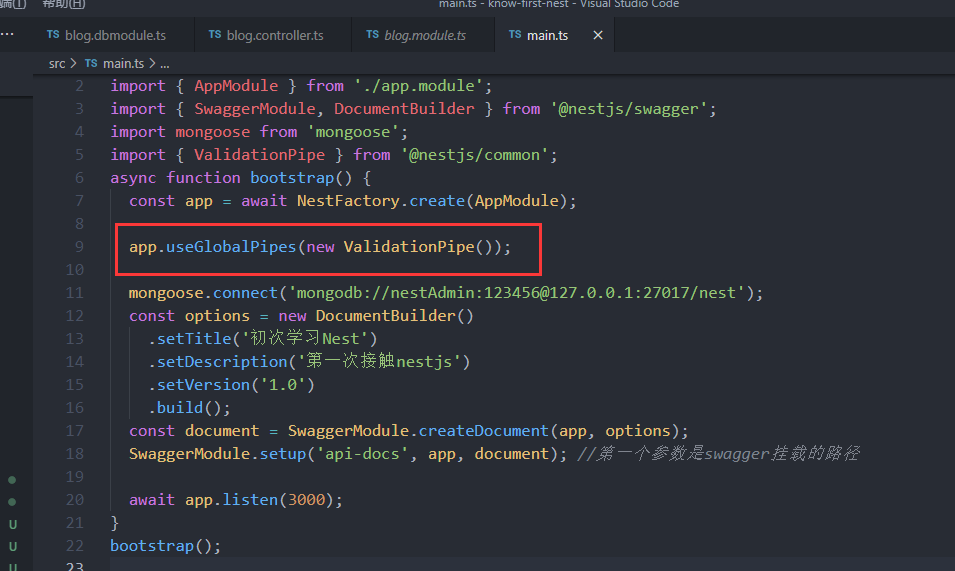 端(T) 帮助(H)
main.ts - know-first-nest - Visual Studio Code
TS blog.dbmodule.ts TS blog.controller.ts TS blog.module.ts TS main.ts ×
src > TS main.ts > ...
2 import { AppModule } from './app.module';
3 import { SwaggerModule, DocumentBuilder } from '@nestjs/swagger';
4 import mongoose from 'mongoose';
5 import { ValidationPipe } from '@nestjs/common';
6 async function bootstrap() {
7 const app = await NestFactory.create(AppModule);
8
9 app.useGlobalPipes(new ValidationPipe());
10
11 mongoose.connect('mongodb://nestAdmin:123456@127.0.0.1:27017/nest');
12 const options = new DocumentBuilder()
13 .setTitle('初次学习Nest')
14 .setDescription('第一次接触nestjs')
15 .setVersion('1.0')
16 .build();
17 const document = SwaggerModule.createDocument(app, options);
18 SwaggerModule.setup('api-docs', app, document); //第一个参数是swagger挂载的路径
19
20 await app.listen(3000);
21 }
22 bootstrap();
23
U
U
U